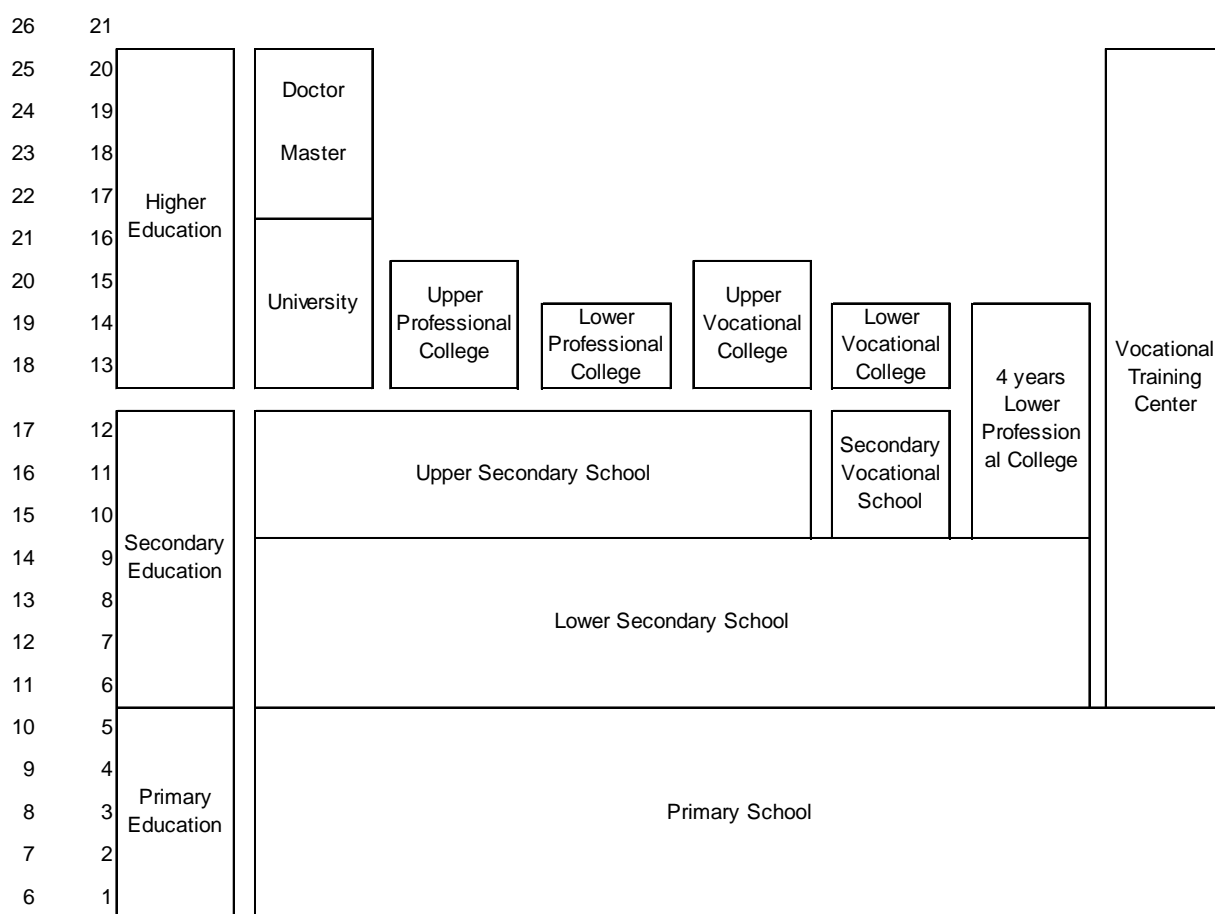 26 21
25 20
Doctor
24 19
23 18
Master
22 17
Higher
Education
21 16
20 15
University
Upper
Professional
College
Upper
Vocational
College
19 14
Lower
Professional
College
Lower
Vocational
College
18 13
4 years
Lower
Profession
al College
Vocational
Training
Center
17 12
16 11
Upper Secondary School
Secondary
Vocational
School
15 10
Secondary
Education
14 9
13 8
Lower Secondary School
12 7
11 6
10 5
9 4
Primary
Education
8 3
Primary School
7 2
6 1